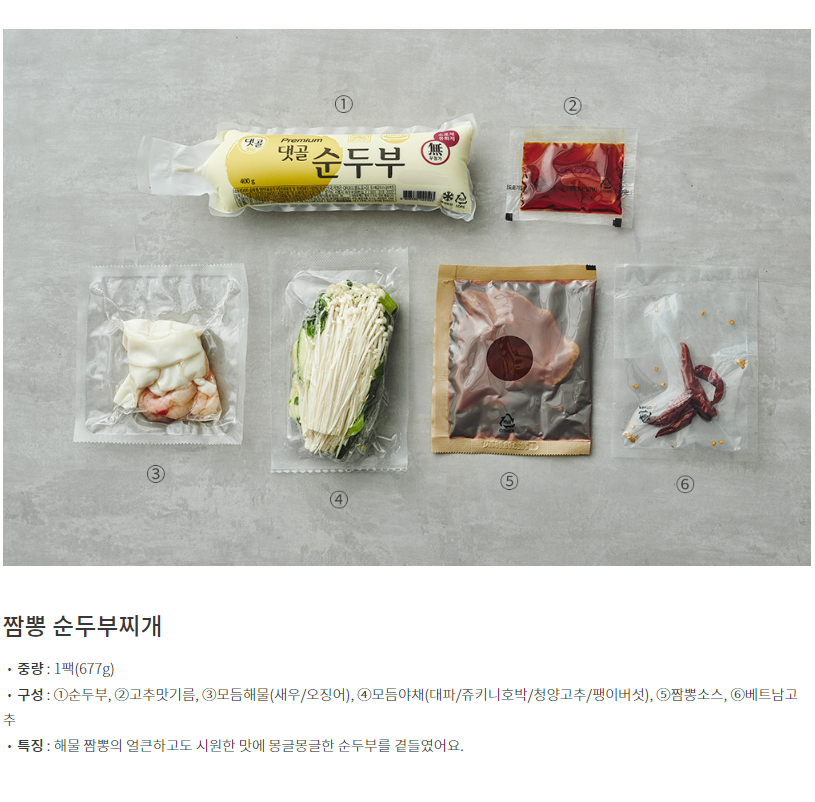 ①
②
댓골
Premium
댓골 순두부
無
400 g
③
④
⑤
⑥
짬뽕 순두부찌개
• 중량 : 1팩(677g)
• 구성 : ①순두부, ②고추맛기름, ③모듬해물(새우/오징어), ④모듬야채(대파/쥬키니호박/청양고추/팽이버섯), ⑤짬뽕소스, ⑥베트남고
추
• 특징 : 해물 짬뽕의 얼큰하고도 시원한 맛에 몽글몽글한 순두부를 곁들였어요.